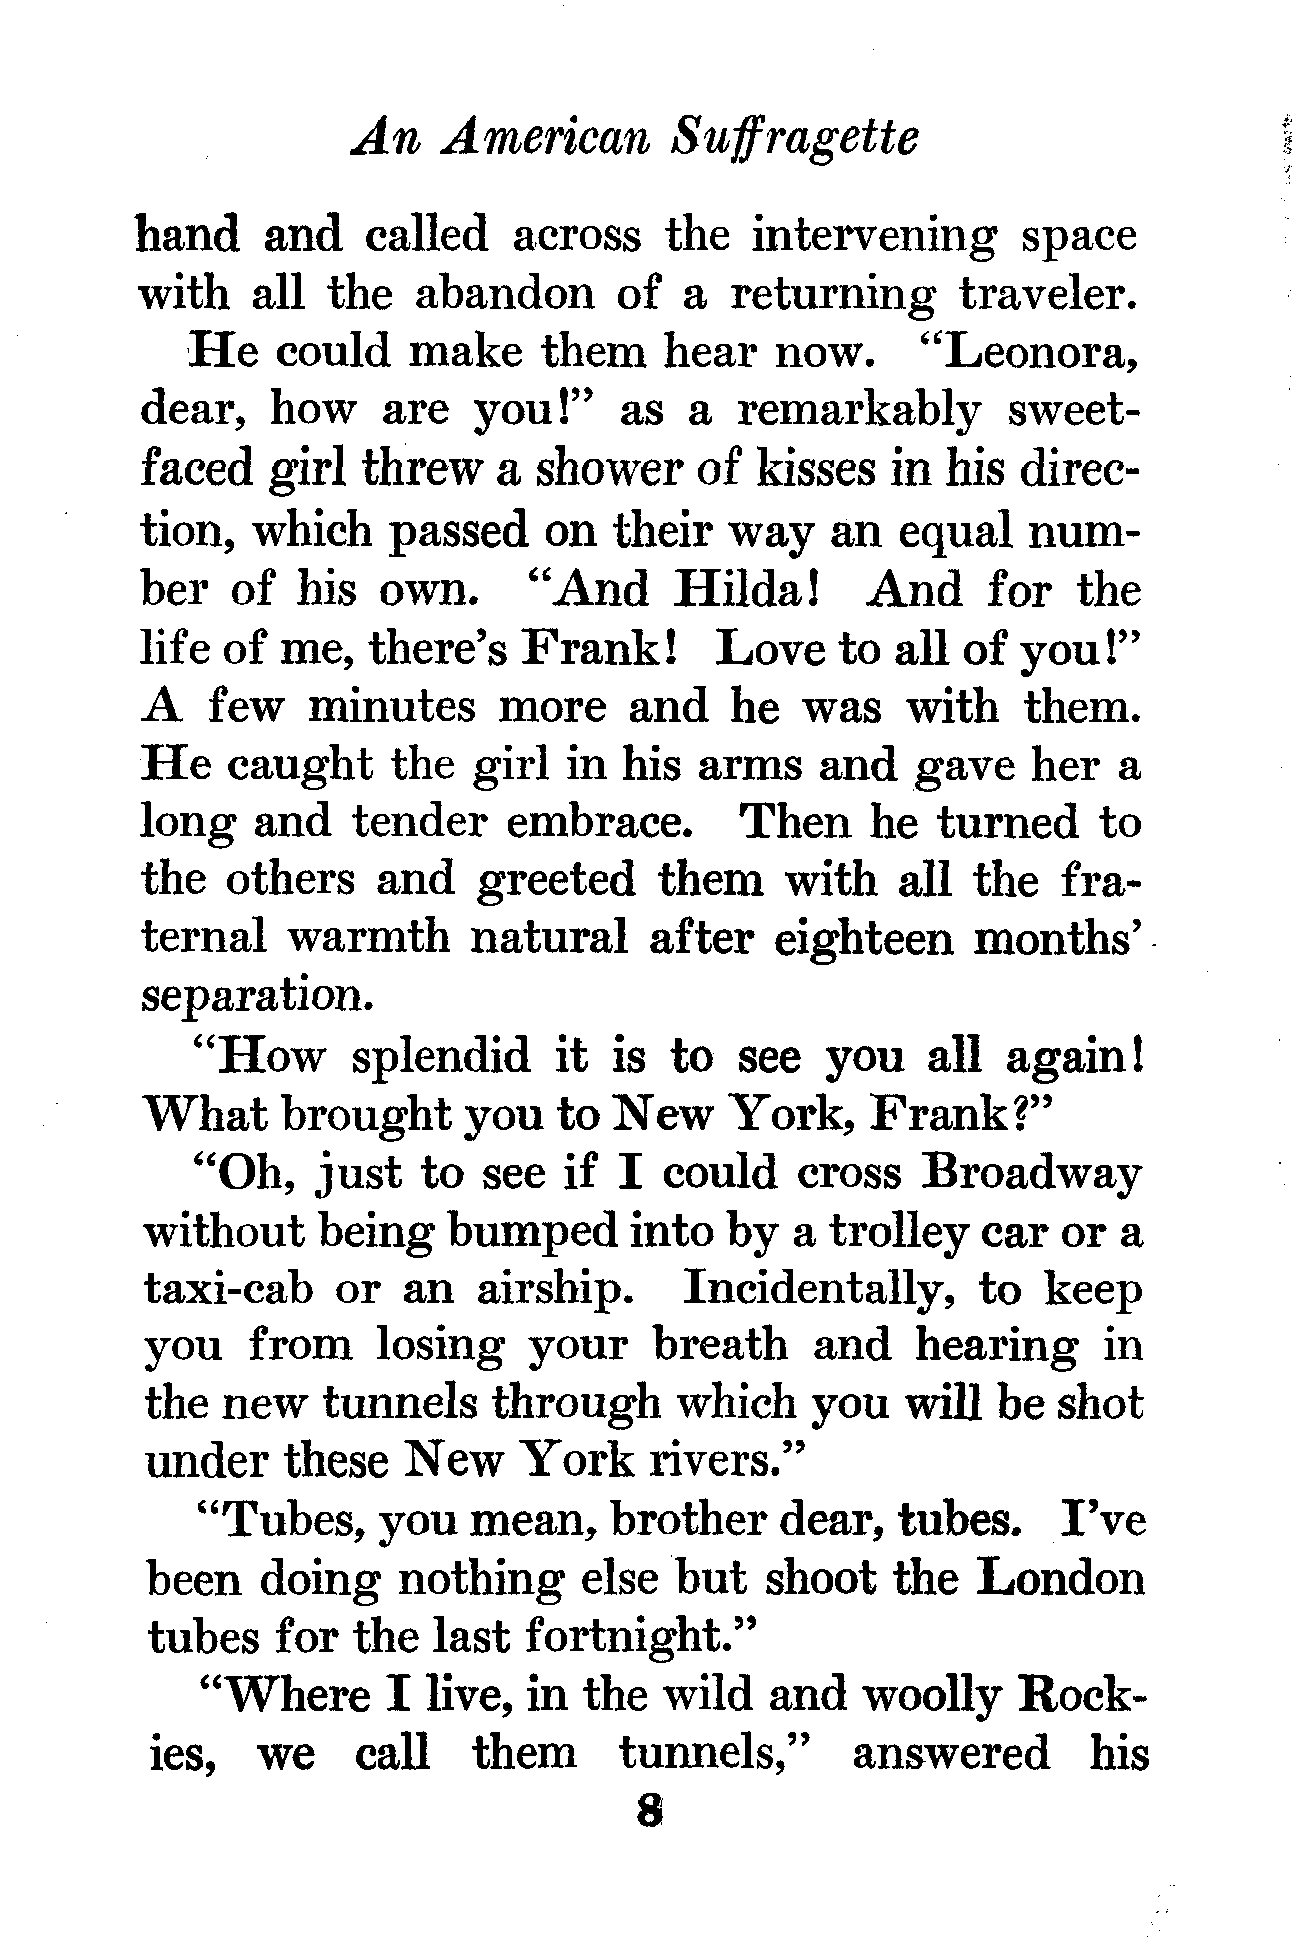 An American Suffragette
hand and called across the intervening space
with all the abandon of a returning traveler.
He could make them hear now. "Leonora,
dear, how are you!" as a remarkably sweet-
faced girl threw a shower of kisses in his direc-
tion, which passed on their way an equal num-
ber of his own. "And Hilda! And for the
life of me, there's Frank! Love to all of you!"
A few minutes more and he was with them.
He caught the girl in his arms and gave her a
long and tender embrace. Then he turned to
the others and greeted them with all the fra-
ternal warmth natural after eighteen months'
separation.
"How splendid it is to see you all again!
What brought you to New York, Frank?"
"Oh, just to see if I could cross Broadway
without being bumped into by a trolley car or a
taxi-cab or an airship. Incidentally, to keep
you from losing your breath and hearing in
the new tunnels through which you will be shot
under these New York rivers."
"Tubes, you mean, brother dear, tubes. I've
been doing nothing else but shoot the London
tubes for the last fortnight."
"Where I live, in the wild and woolly Rock-
ies, we call them tunnels," answered his
8